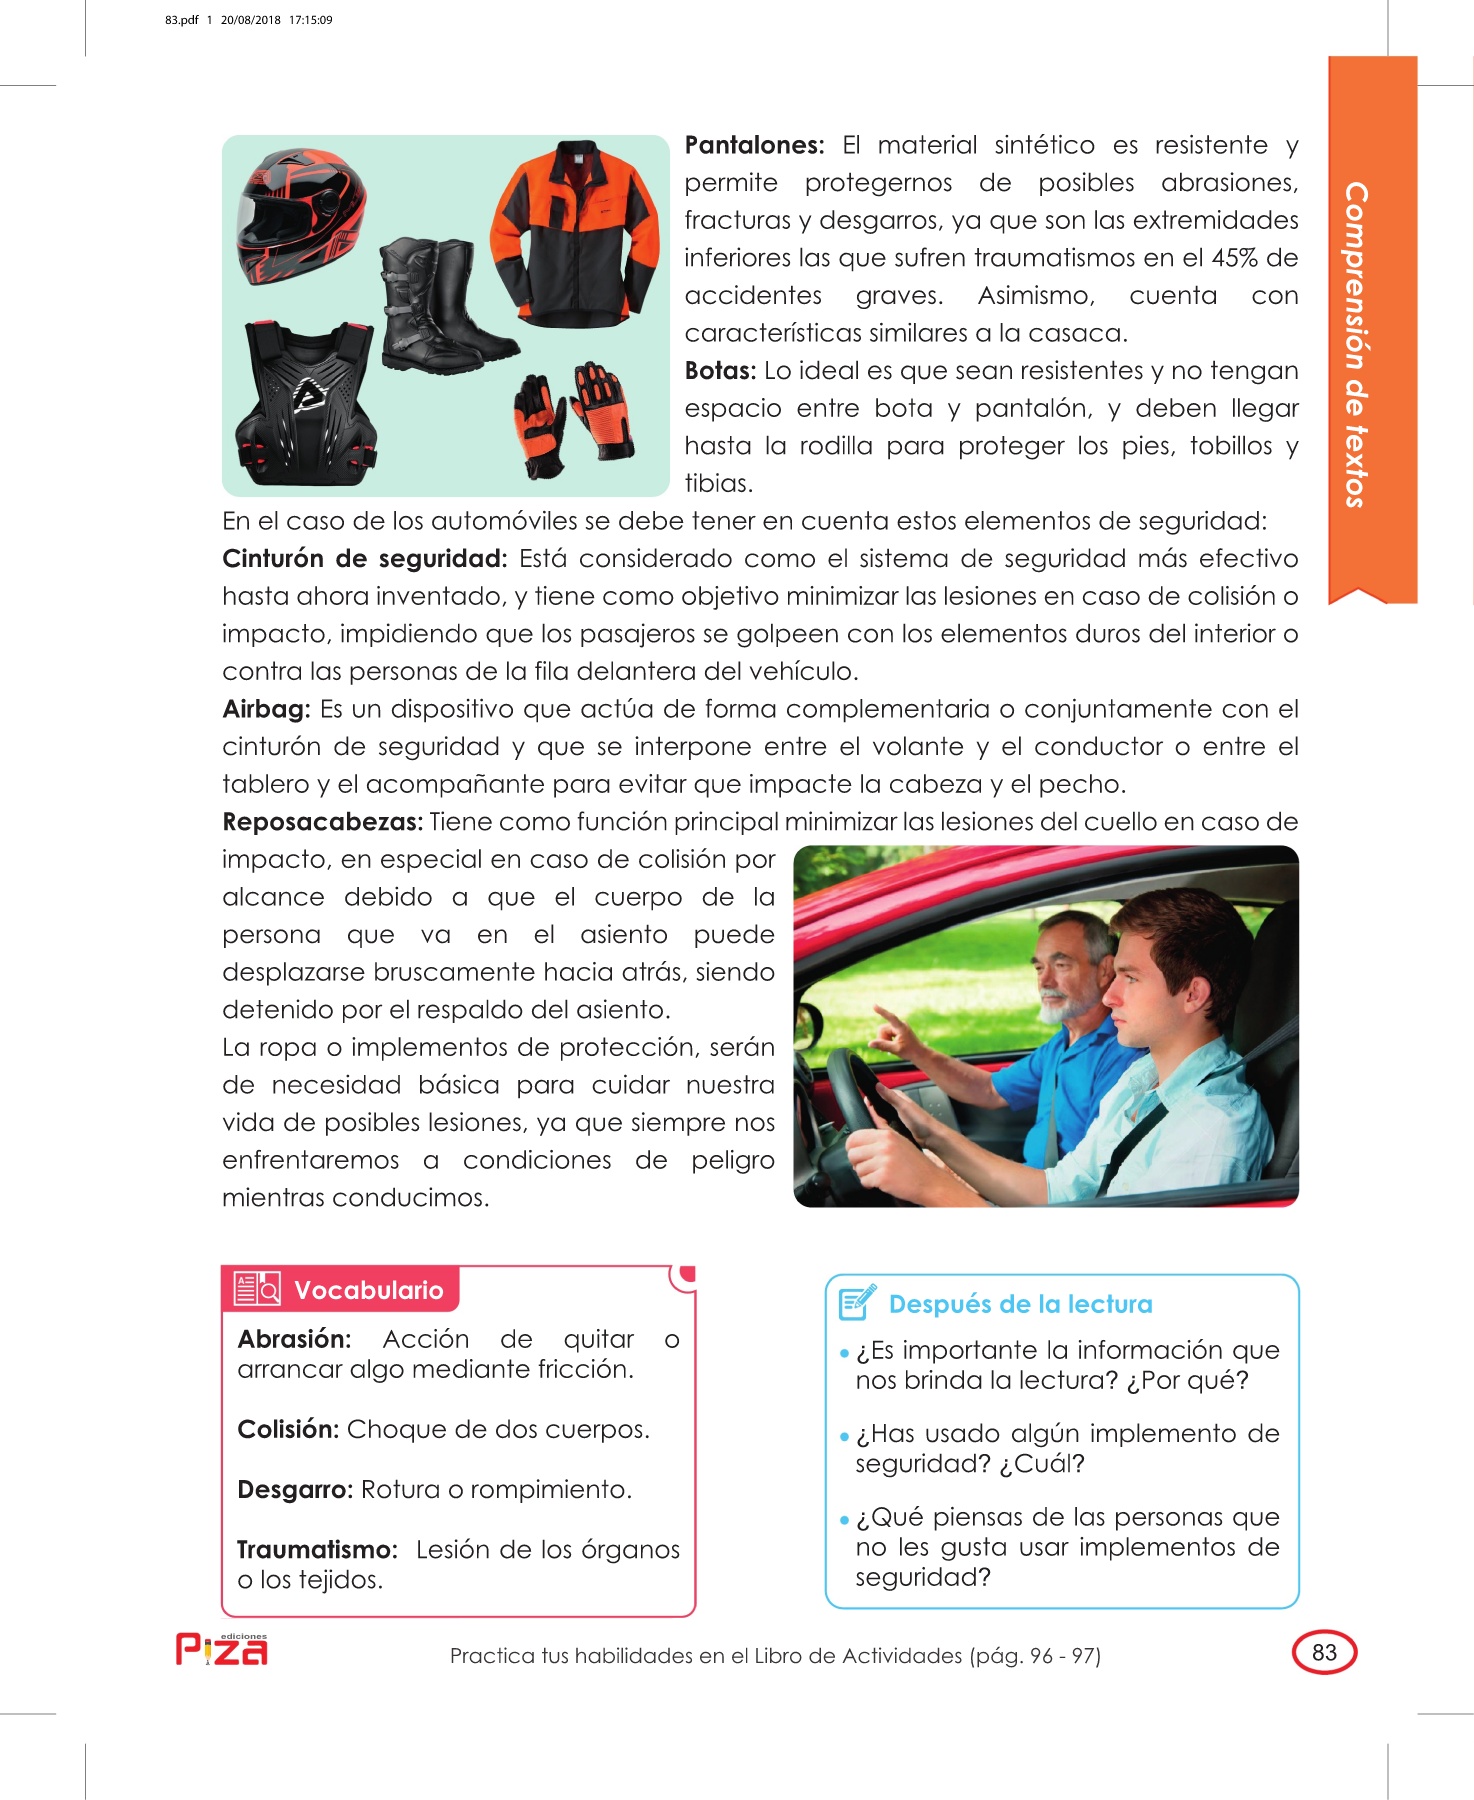 83.pdf 1 20/08/2018 17:15:09
Comprensión de textos
Pantalones: El material sintético es resistente y
permite protegernos de posibles abrasiones,
fracturas y desgarros, ya que son las extremidades
inferiores las que sufren traumatismos en el 45% de
accidentes graves. Asimismo, cuenta con
características similares a la casaca.
Botas: Lo ideal es que sean resistentes y no tengan
espacio entre bota y pantalón, y deben llegar
hasta la rodilla para proteger los pies, tobillos y
tibias.
En el caso de los automóviles se debe tener en cuenta estos elementos de seguridad:
Cinturón de seguridad: Está considerado como el sistema de seguridad más efectivo
hasta ahora inventado, y tiene como objetivo minimizar las lesiones en caso de colisión o
impacto, impidiendo que los pasajeros se golpeen con los elementos duros del interior o
contra las personas de la fila delantera del vehículo.
Airbag: Es un dispositivo que actúa de forma complementaria o conjuntamente con el
cinturón de seguridad y que se interpone entre el volante y el conductor o entre el
tablero y el acompañante para evitar que impacte la cabeza y el pecho.
Reposacabezas: Tiene como función principal minimizar las lesiones del cuello en caso de
impacto, en especial en caso de colisión por
alcance debido a que el cuerpo de la
persona que va en el asiento puede
desplazarse bruscamente hacia atrás, siendo
detenido por el respaldo del asiento.
La ropa o implementos de protección, serán
de necesidad básica para cuidar nuestra
vida de posibles lesiones, ya que siempre nos
enfrentaremos a condiciones de peligro
mientras conducimos.
Vocabulario
Abrasión: Acción de quitar o
arrancar algo mediante fricción.
Colisión: Choque de dos cuerpos.
Desgarro: Rotura o rompimiento.
Traumatismo: Lesión de los órganos
o los tejidos.
Después de la lectura
• ¿Es importante la información que
nos brinda la lectura? ¿Por qué?
• ¿Has usado algún implemento de
seguridad? ¿Cuál?
• ¿Qué piensas de las personas que
no les gusta usar implementos de
seguridad?
ediciones
Piza
Practica tus habilidades en el Libro de Actividades (pág. 96 - 97)
83